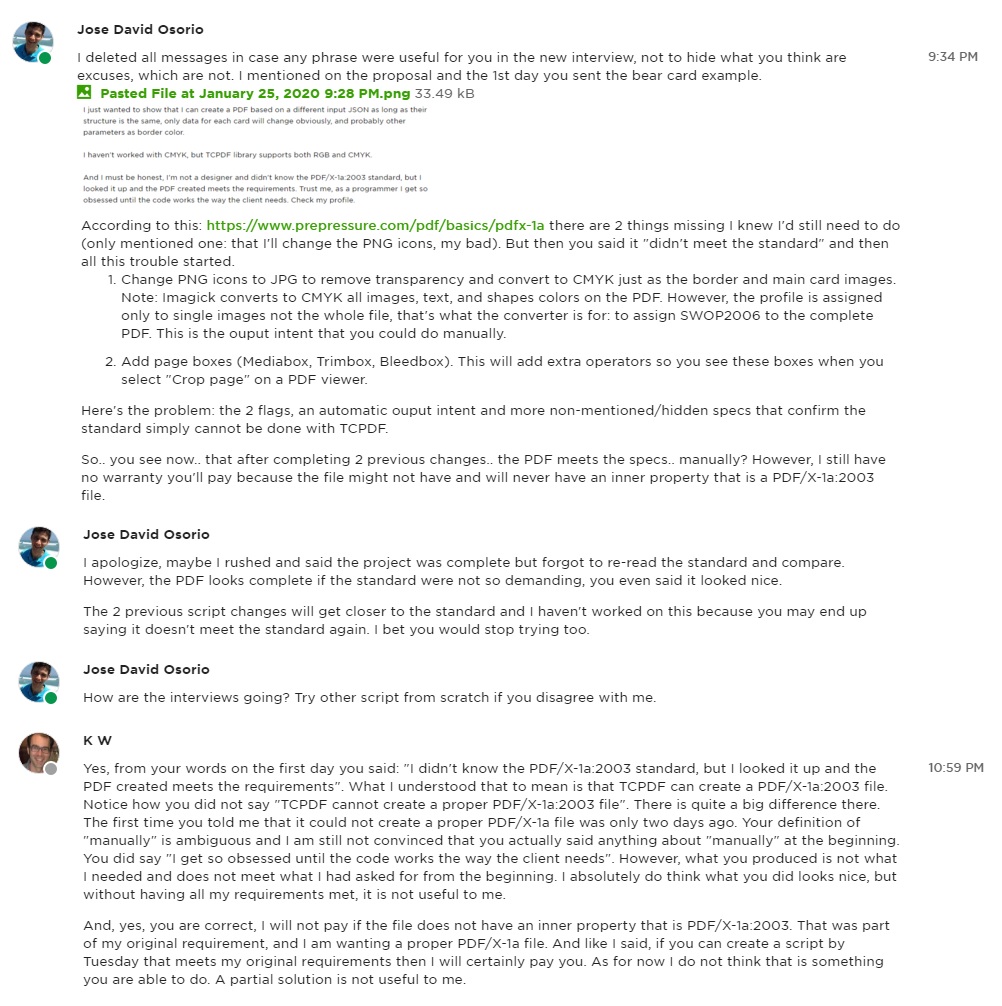 Jose David Osorio
I deleted all messages in case any phrase were useful for you in the new interview, not to hide what you think are
9:34 PM
excuses, which are not. I mentioned on the proposal and the 1st day you sent the bear card example.
Pasted File at January 25, 2020 9:28 PM.png 33.49 kB
I just wanted to show that I can create a PDF based on a different input JSON as long as their
structure is the same, only data for each card will change obviously, and probably other
parameters as border color.
I haven't worked with CMYK, but TCPDF library supports both RGB and CMYK.
And I must be honest, I'm not a designer and didn't know the PDF/X-1a:2003 standard, but I
looked it up and the PDF created meets the requirements. Trust me, as a programmer I get so
obsessed until the code works the way the client needs. Check my profile.
According to this: https://www.prepressure.com/pdf/basics/pdfx-1a there are 2 things missing I knew I'd still need to do
(only mentioned one: that I'll change the PNG icons, my bad). But then you said it "didn't meet the standard" and then
all this trouble started.
1. Change PNG icons to JPG to remove transparency and convert to CMYK just as the border and main card images.
Note: Imagick converts to CMYK all images, text, and shapes colors on the PDF. However, the profile is assigned
only to single images not the whole file, that's what the converter is for: to assign SWOP2006 to the complete
PDF. This is the ouput intent that you could do manually.
2. Add page boxes (Mediabox, Trimbox, Bleedbox). This will add extra operators so you see these boxes when you
select "Crop page" on a PDF viewer.
Here's the problem: the 2 flags, an automatic ouput intent and more non-mentioned/hidden specs that confirm the
standard simply cannot be done with TCPDF.
So.. you see now.. that after completing 2 previous changes.. the PDF meets the specs.. manually? However, I still have
no warranty you'll pay because the file might not have and will never have an inner property that is a PDF/X-1a:2003
file.
Jose David Osorio
I apologize, maybe I rushed and said the project was complete but forgot to re-read the standard and compare.
However, the PDF looks complete if the standard were not so demanding, you even said it looked nice.
The 2 previous script changes will get closer to the standard and I haven't worked on this because you may end up
saying it doesn't meet the standard again. I bet you would stop trying too.
Jose David Osorio
How are the interviews going? Try other script from scratch if you disagree with me.
K W
Yes, from your words on the first day you said: "I didn't know the PDF/X-1a:2003 standard, but I looked it up and the
10:59 PM
PDF created meets the requirements". What I understood that to mean is that TCPDF can create a PDF/X-1a:2003 file.
Notice how you did not say "TCPDF cannot create a proper PDF/X-1a:2003 file". There is quite a big difference there.
The first time you told me that it could not create a proper PDF/X-1a file was only two days ago. Your definition of
"manually" is ambiguous and I am still not convinced that you actually said anything about "manually" at the beginning.
You did say "I get so obsessed until the code works the way the client needs". However, what you produced is not what
I needed and does not meet what I had asked for from the beginning. I absolutely do think what you did looks nice, but
without having all my requirements met, it is not useful to me.
And, yes, you are correct, I will not pay if the file does not have an inner property that is PDF/X-1a:2003. That was part
of my original requirement, and I am wanting a proper PDF/X-1a file. And like I said, if you can create a script by
Tuesday that meets my original requirements then I will certainly pay you. As for now I do not think that is something
you are able to do. A partial solution is not useful to me.